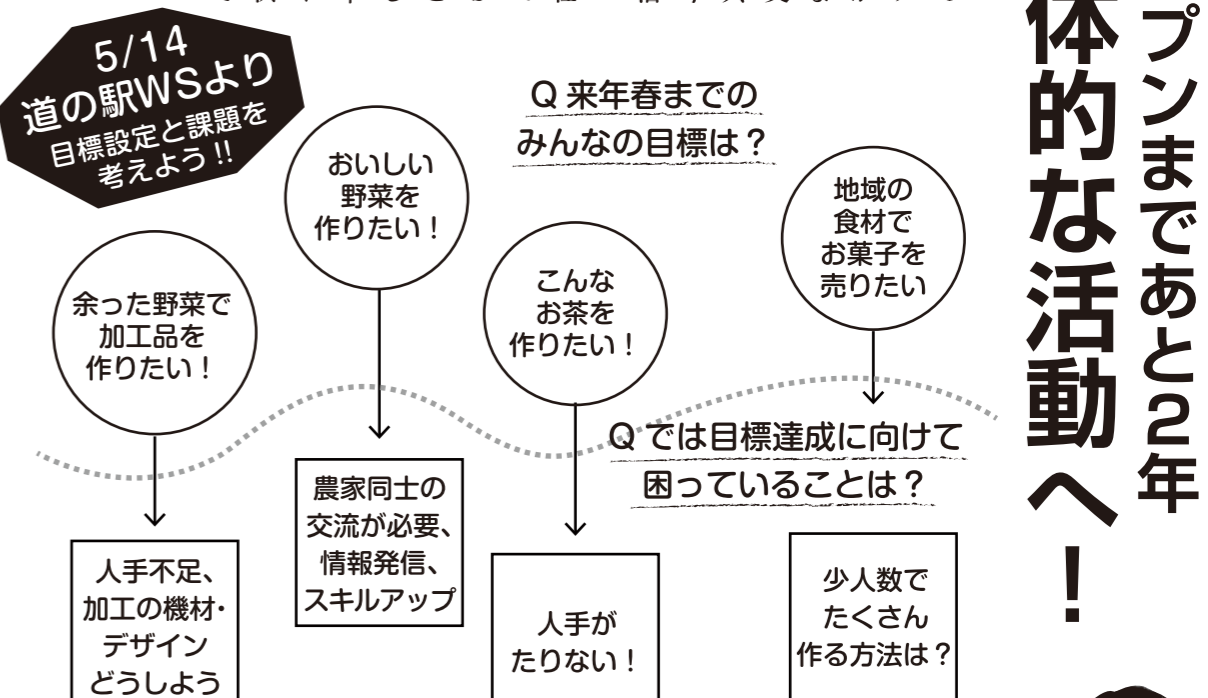 プンまであと2年
体的な活動へ!
5/14
道の駅WSより
目標設定と課題を
考えよう!!
Q 来年春までの
みんなの目標は?
余った野菜で
加工品を
作りたい!
おいしい
野菜を
作りたい!
こんな
お茶を
作りたい!
地域の
食材で
お菓子を
売りたい
Q では目標達成に向けて
困っていることは?
人手不足、
加工の機材・
デザイン
どうしよう
農家同士の
交流が必要、
情報発信、
スキルアップ
人手が
たりない!
少人数で
たくさん
作る方法は?